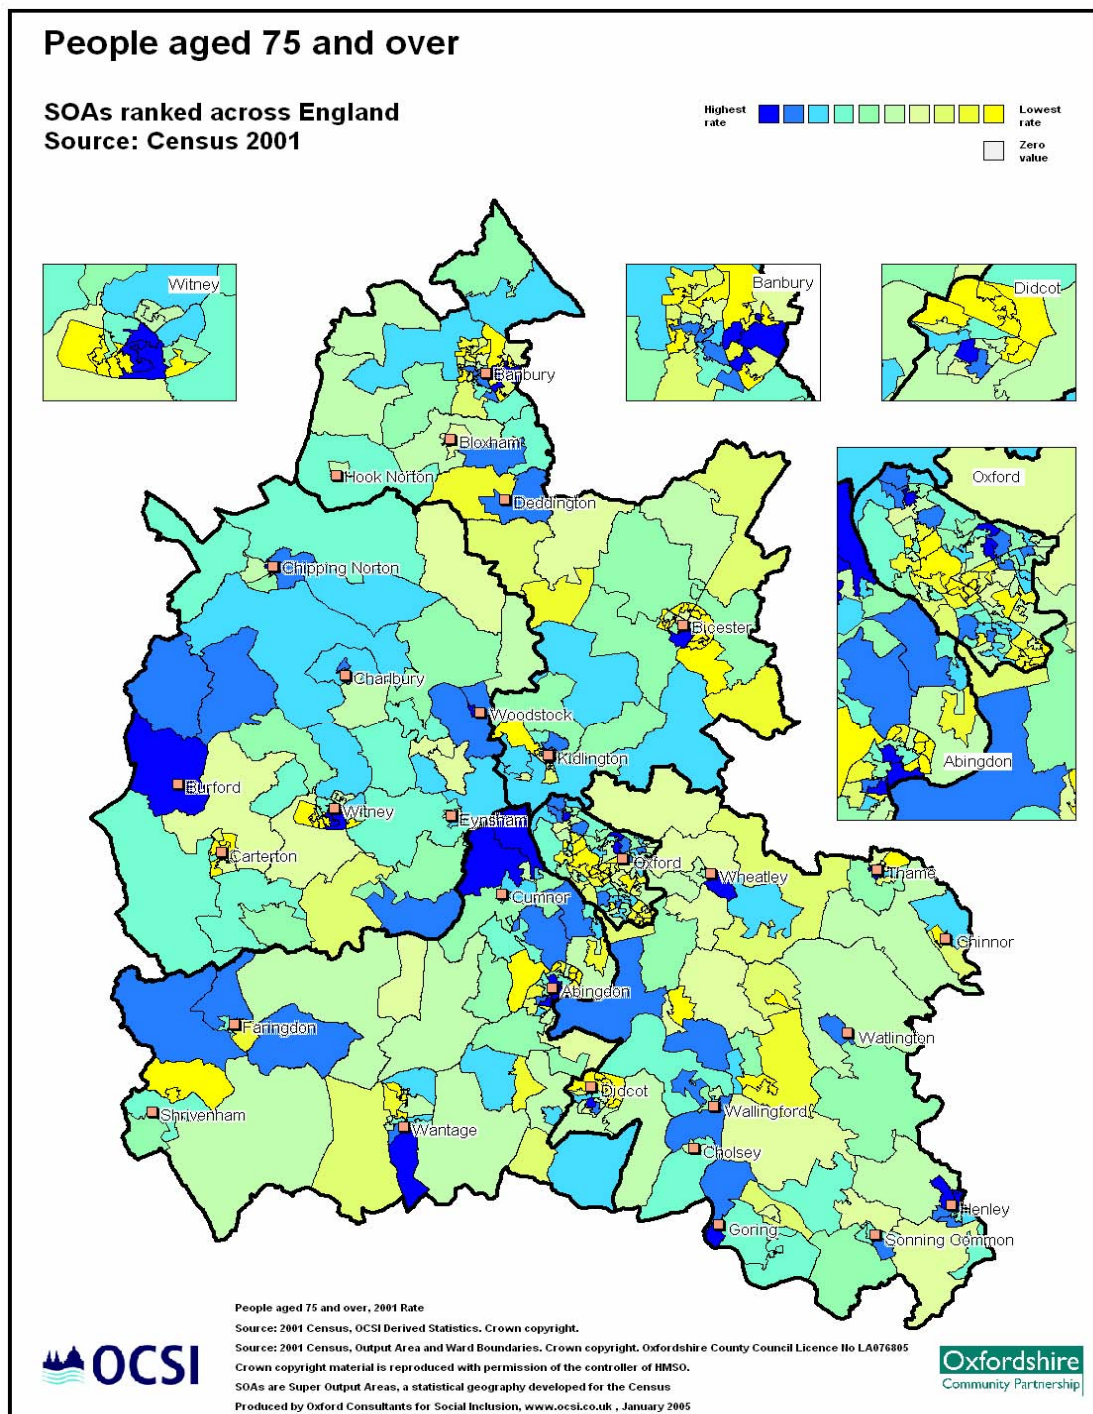 People aged 75 and over
SOAs ranked across England
Source: Census 2001
Highest rate
Lowest rate
Zero value
Witney
Banbury
Didcot
Banbury
Bloxham
Hook Norton
Deddington
Oxford
Chipping Norton
Bicester
Charlbury
Woodstock
Kidlington
Abingdon
Burford
Witney
Eynsham
Carterton
Oxford
Wheatley
Thame
Cumnor
Chinnor
Abingdon
Faringdon
Watlington
Didcot
Shrivenham
Wallingford
Wantage
Cholsey
Henley
Goring
Sonning Common
People aged 75 and over, 2001 Rate
Source: 2001 Census, OCSI Derived Statistics. Crown copyright.
Source: 2001 Census, Output Area and Ward Boundaries. Crown copyright. Oxfordshire County Council Licence No LA076805
Crown copyright material is reproduced with permission of the controller of HMSO.
SOAs are Super Output Areas, a statistical geography developed for the Census
Produced by Oxford Consultants for Social Inclusion, www.ocsi.co.uk , January 2005
OCSI
Oxfordshire
Community Partnership